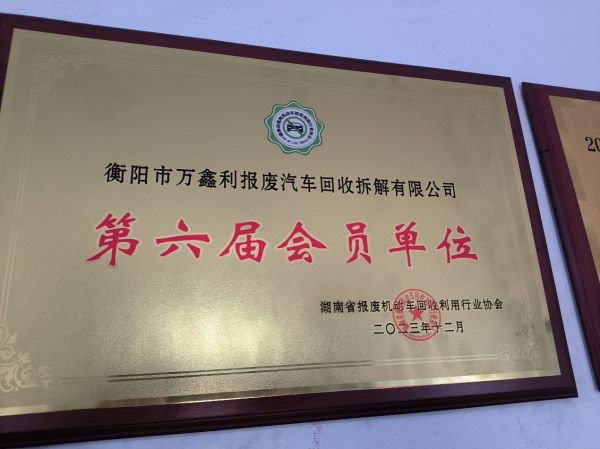 衡阳市万鑫利报废汽车回收拆解有限公司
第六届会员单位
湖南省报废机动车回收利用行业协会
二〇二三年十二月
20